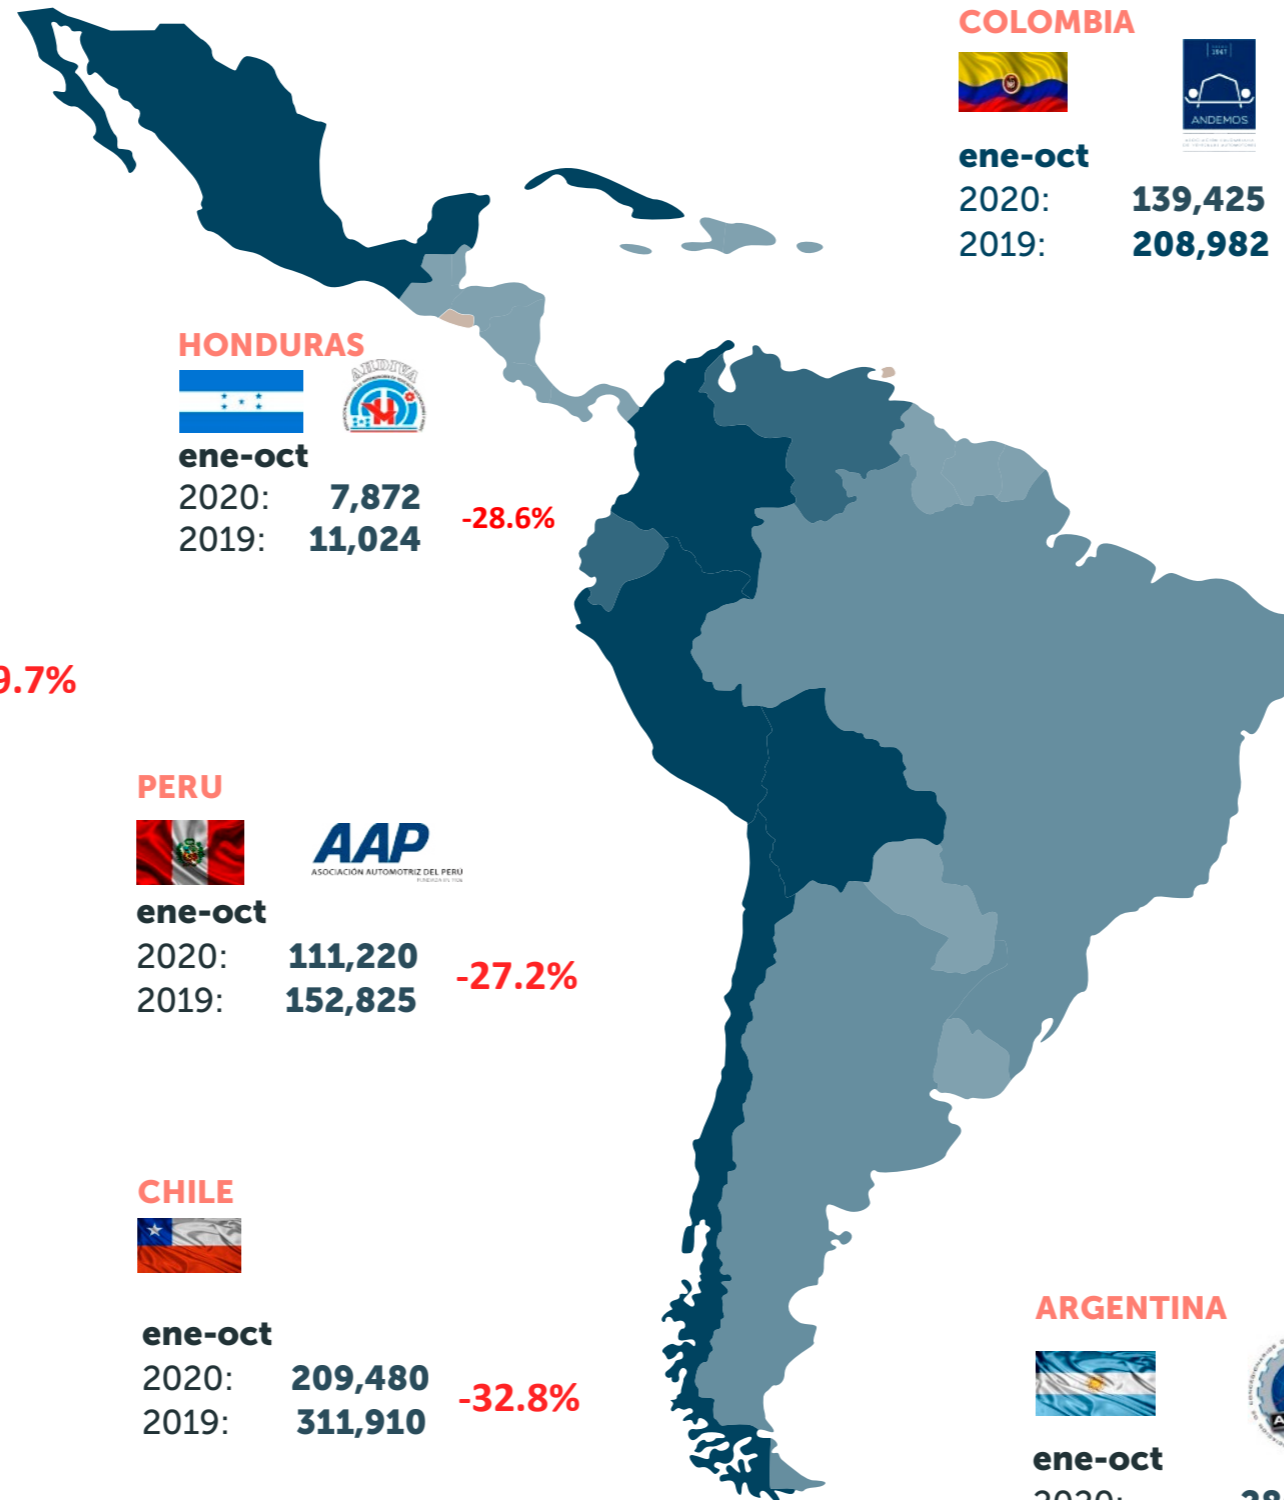 COLOMBIA
ANDEMOS
ene-oct
2020: 139,425
2019: 208,982
HONDURAS
AHDIVA
ene-oct
2020: 7,872
2019: 11,024
-28.6%
9.7%
PERU
AAP
ASOCIACIÓN AUTOMOTRIZ DEL PERÚ
ene-oct
2020: 111,220
2019: 152,825
-27.2%
CHILE
ene-oct
2020: 209,480
2019: 311,910
-32.8%
ARGENTINA
ene-oct